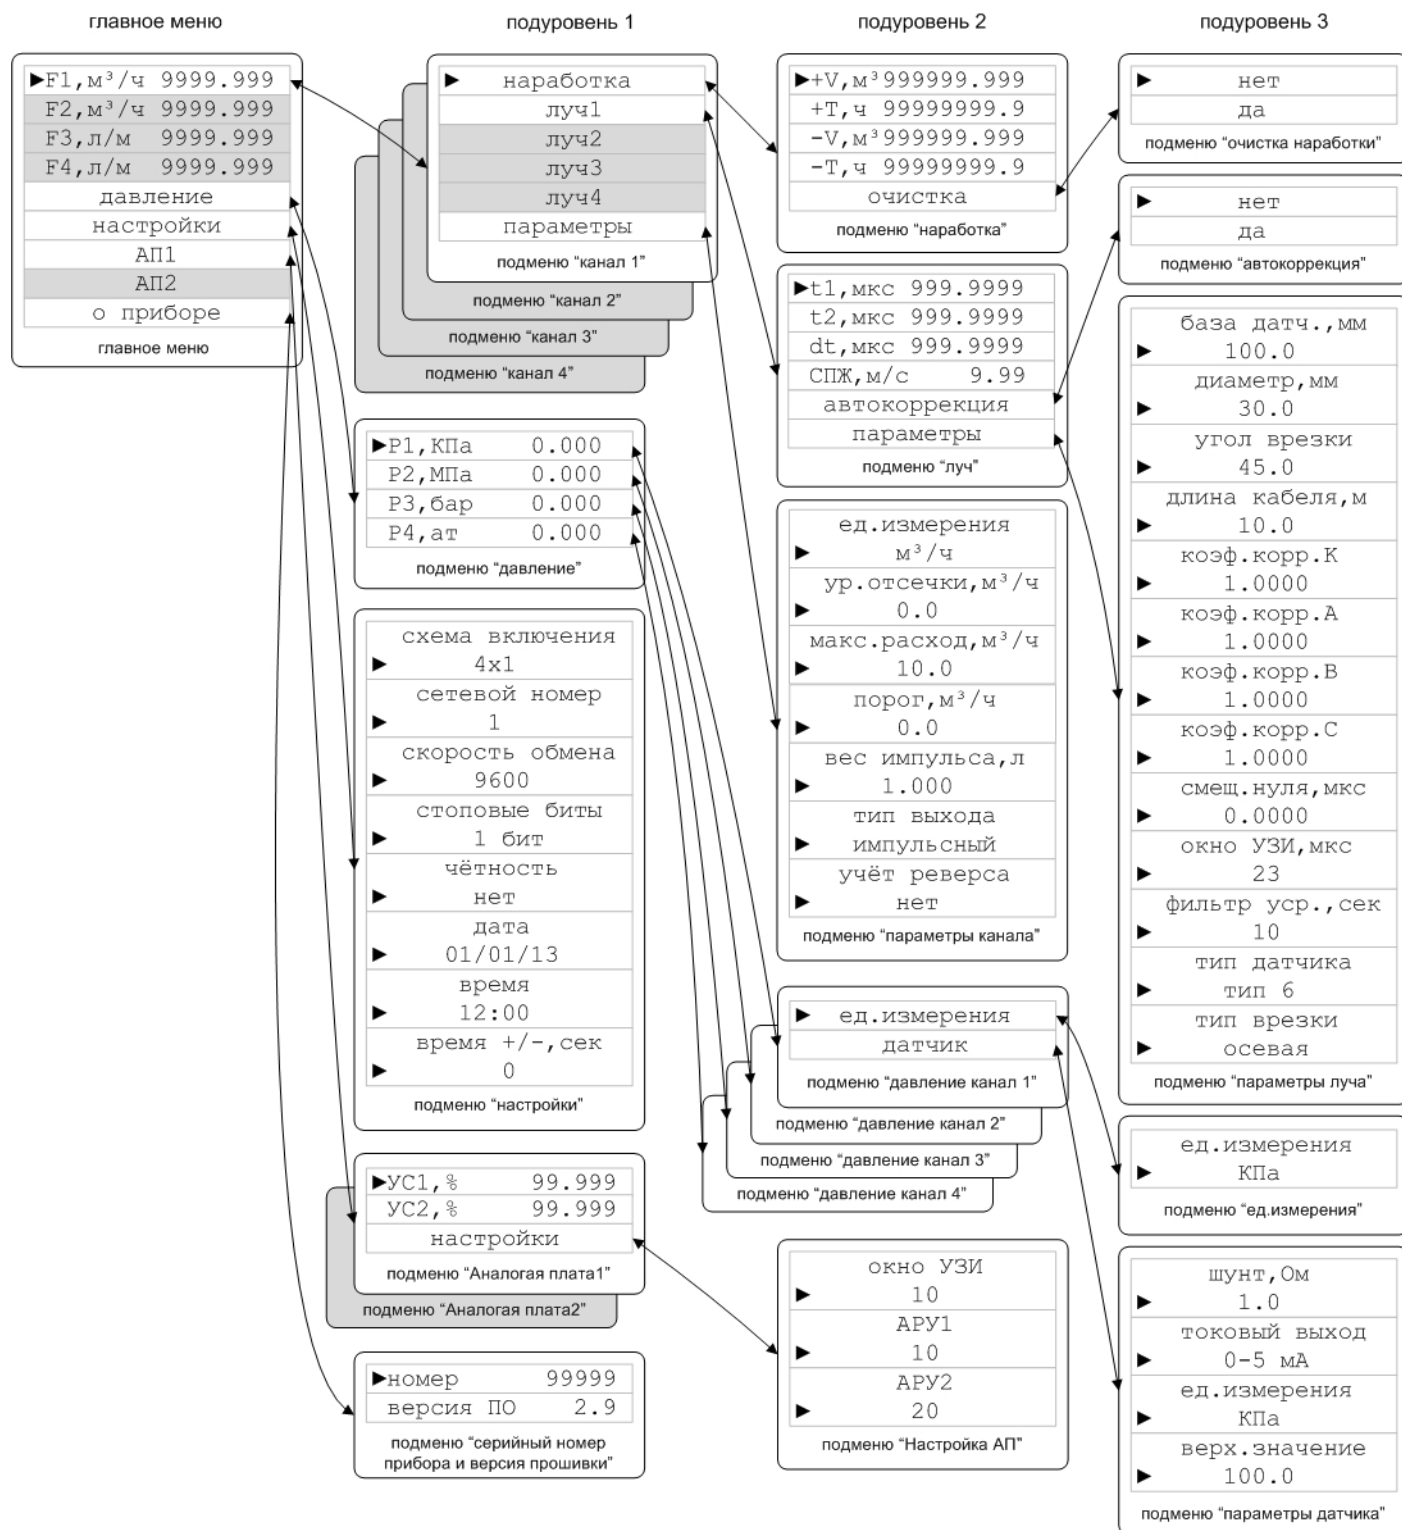 главное меню
подуровень 1
подуровень 2
подуровень 3
►F1,м³/ч 9999.999
F2,м³/ч 9999.999
F3,л/м 9999.999
F4,л/м 9999.999
давление
настройки
АП1
АП2
о приборе
главное меню
► наработка
луч1
луч2
луч3
луч4
параметры
подменю “канал 1”
подменю “канал 2”
подменю “канал 3”
подменю “канал 4”
►P1,КПа 0.000
P2,МПа 0.000
P3,бар 0.000
P4,ат 0.000
подменю “давление”
схема включения
► 4x1
сетевой номер
► 1
скорость обмена
► 9600
стоповые биты
► 1 бит
чётность
► нет
дата
► 01/01/13
время
► 12:00
время +/-,сек
► 0
подменю “настройки”
►УС1,% 99.999
УС2,% 99.999
настройки
подменю “Аналогая плата1”
подменю “Аналогая плата2”
►номер 99999
версия ПО 2.9
подменю “серийный номер
прибора и версия прошивки”
►+V,м³999999.999
+T,ч 99999999.9
-V,м³999999.999
-T,ч 99999999.9
очистка
подменю “наработка”
►t1,мкс 999.9999
t2,мкс 999.9999
dt,мкс 999.9999
СПЖ,м/с 9.99
автокоррекция
параметры
подменю “луч”
ед.измерения
► м³/ч
ур.отсечки,м³/ч
► 0.0
макс.расход,м³/ч
► 10.0
порог,м³/ч
► 0.0
вес импульса,л
► 1.000
тип выхода
► импульсный
учёт реверса
► нет
подменю “параметры канала”
► ед.измерения
датчик
подменю “давление канал 1”
подменю “давление канал 2”
подменю “давление канал 3”
подменю “давление канал 4”
окно УЗИ
► 10
АРУ1
► 10
АРУ2
► 20
подменю “Настройка АП”
► нет
да
подменю “очистка наработки”
► нет
да
подменю “автокоррекция”
база датч.,мм
► 100.0
диаметр,мм
► 30.0
угол врезки
► 45.0
длина кабеля,м
► 10.0
коэф.корр.К
► 1.0000
коэф.корр.А
► 1.0000
коэф.корр.В
► 1.0000
коэф.корр.С
► 1.0000
смещ.нуля,мкс
► 0.0000
окно УЗИ,мкс
► 23
фильтр уср.,сек
► 10
тип датчика
► тип 6
тип врезки
► осевая
подменю “параметры луча”
ед.измерения
► КПа
подменю “ед.измерения”
шунт,Ом
► 1.0
токовый выход
► 0-5 мА
ед.измерения
► КПа
верх.значение
► 100.0
подменю “параметры датчика”